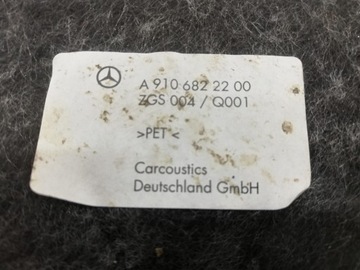 A 910 682 22 00
ZGS 004 / Q001
>PET<
Carcoustics
Deutschland GmbH